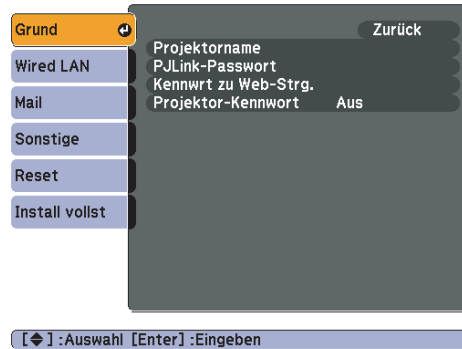 Grund
Wired LAN
Mail
Sonstige
Reset
Install vollst
Zurück
Projektorname
PJLink-Passwort
Kennwrt zu Web-Strg.
Projektor-Kennwort Aus
[◆] :Auswahl [Enter] :Eingeben